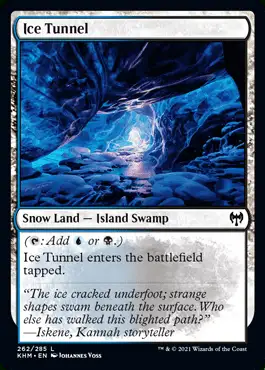 Ice Tunnel
Snow Land — Island Swamp
(: Add or .)
Ice Tunnel enters the battlefield
tapped.
"The ice cracked underfoot; strange
shapes swam beneath the surface. Who
else has walked this blighted path?"
—Iskene, Kannah storyteller
262/285 L
KHM • EN Johannes Voss
™ & © 2021 Wizards of the Coast